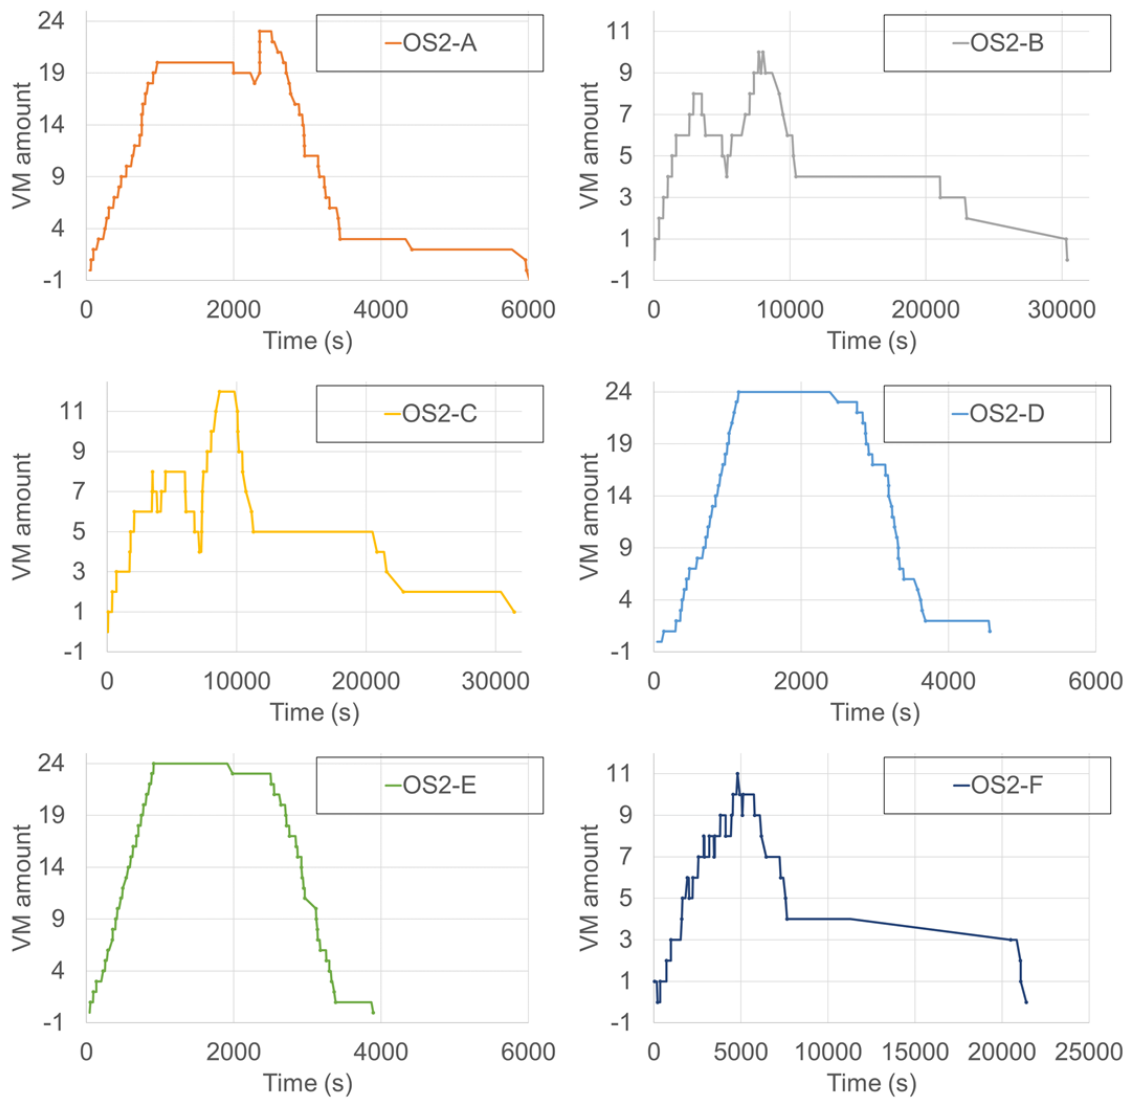 24
19
14
9
4
-1
VM amount
OS2-A
0 2000 4000 6000
Time (s)
11
9
7
5
3
1
-1
VM amount
OS2-B
0 10000 20000 30000
Time (s)
11
9
7
5
3
1
-1
VM amount
OS2-C
0 10000 20000 30000
Time (s)
24
19
14
9
4
-1
VM amount
OS2-D
0 2000 4000 6000
Time (s)
24
19
14
9
4
-1
VM amount
OS2-E
0 2000 4000 6000
Time (s)
11
9
7
5
3
1
-1
VM amount
OS2-F
0 5000 10000 15000 20000 25000
Time (s)